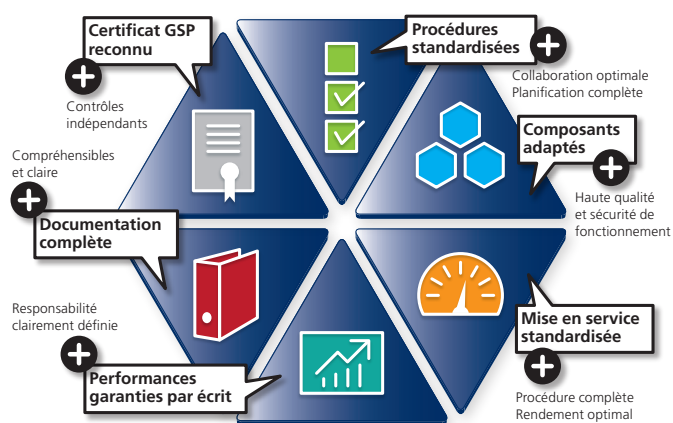 Certificat GSP
reconnu
Contrôles
indépendants
Procédures
standardisées
Collaboration optimale
Planification complète
Composants
adaptés
Haute qualité
et sécurité de
fonctionnement
Mise en service
standardisée
Procédure complète
Rendement optimal
Performances
garanties par écrit
Responsabilité
clairement définie
Documentation
complète
Compréhensibles
et claire